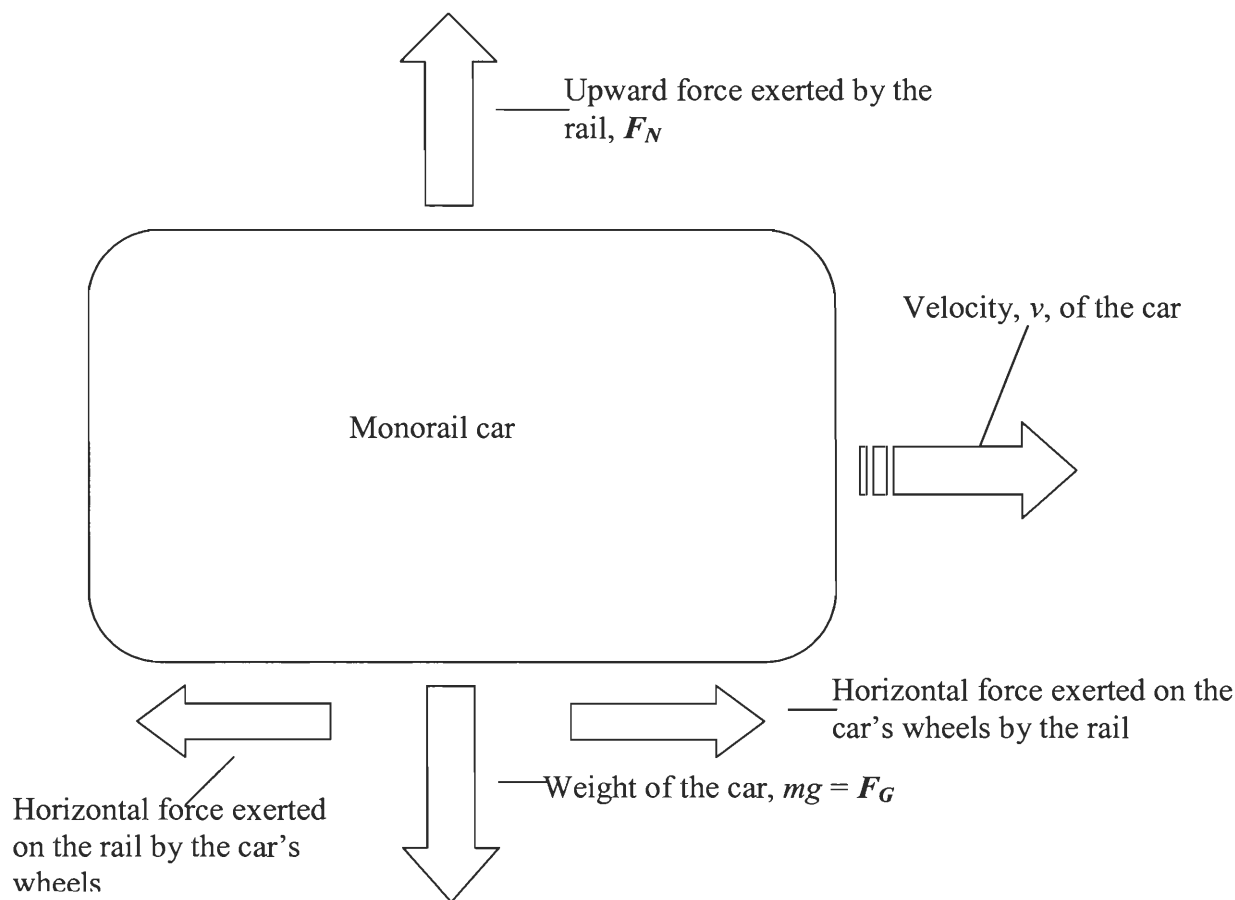 Upward force exerted by the
rail, F_N
Velocity, v, of the car
Monorail car
Horizontal force exerted on the
car's wheels by the rail
Weight of the car, mg = F_G
Horizontal force exerted
on the rail by the car's
wheels